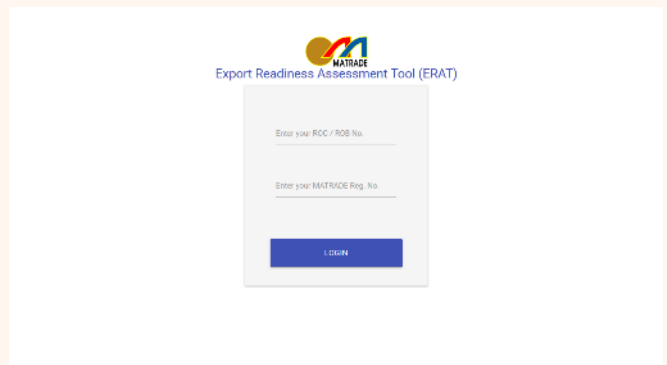 MATRADE
Export Readiness Assessment Tool (ERAT)
Enter your ROC / ROB No.
Enter your MATRADE Reg. No.
LOGIN